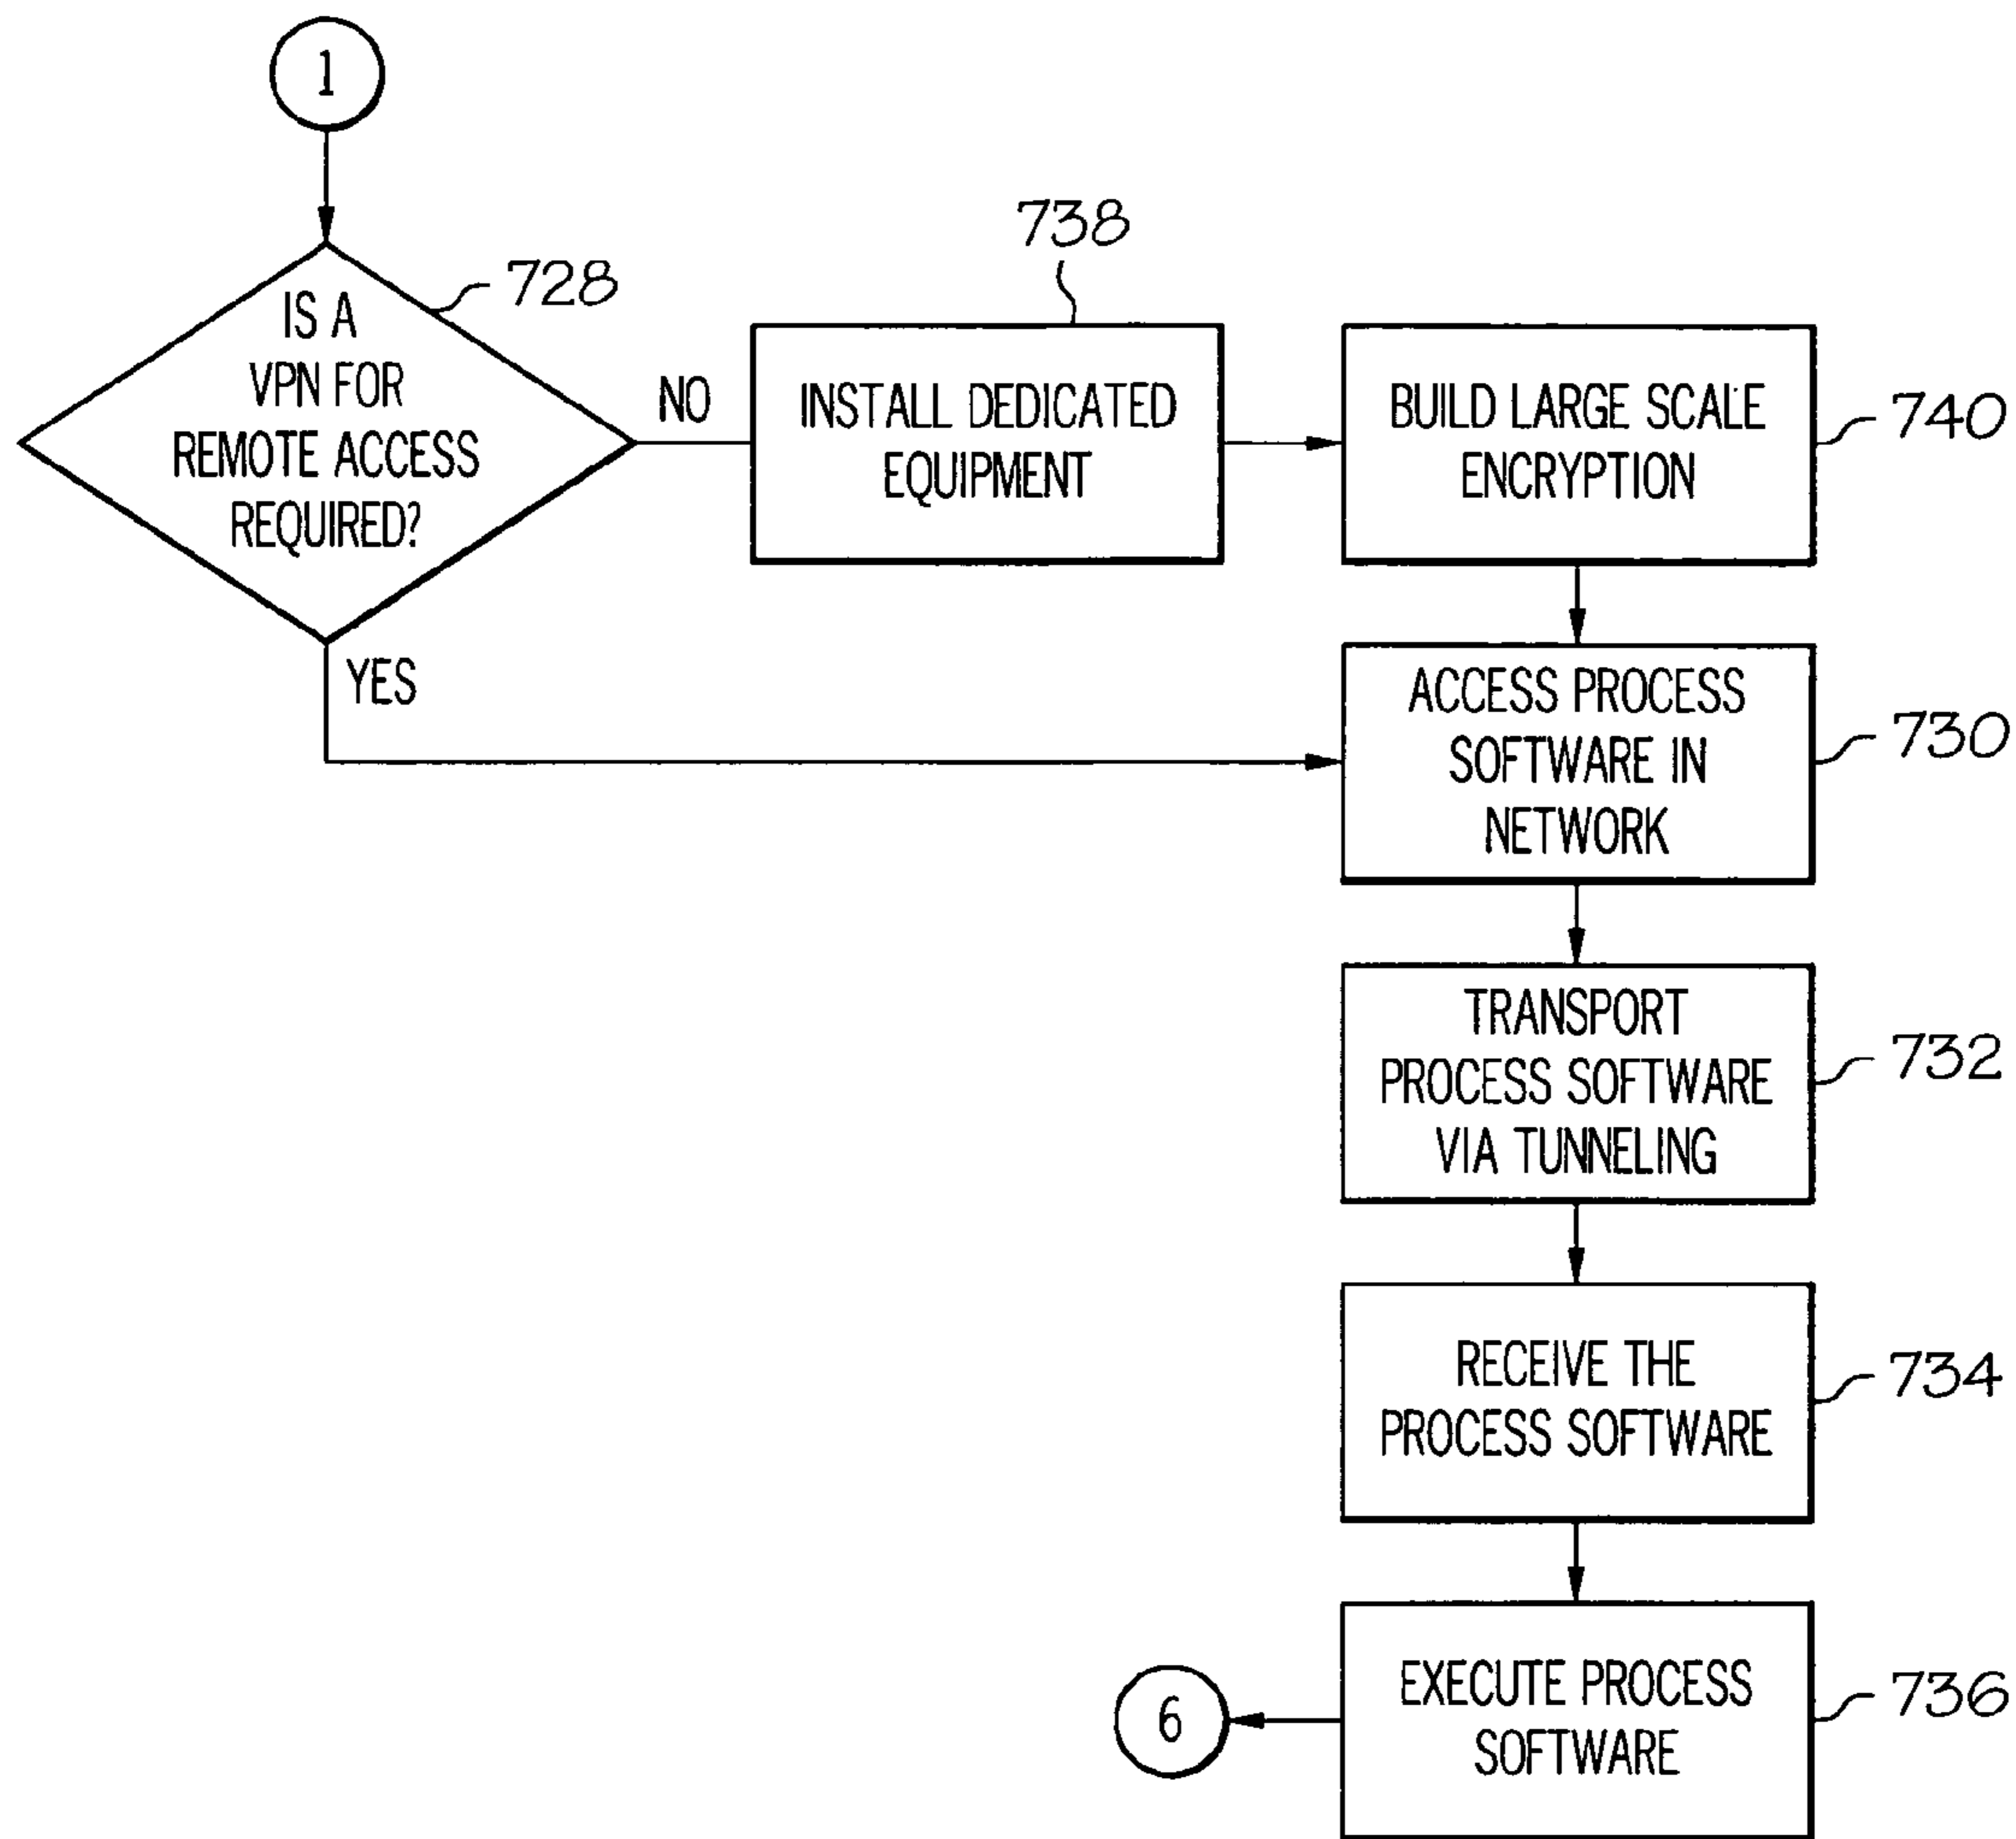 1
IS A
VPN FOR
REMOTE ACCESS
REQUIRED?
728
NO
YES
738
INSTALL DEDICATED
EQUIPMENT
BUILD LARGE SCALE
ENCRYPTION
740
ACCESS PROCESS
SOFTWARE IN
NETWORK
730
TRANSPORT
PROCESS SOFTWARE
VIA TUNNELING
732
RECEIVE THE
PROCESS SOFTWARE
734
EXECUTE PROCESS
SOFTWARE
736
6